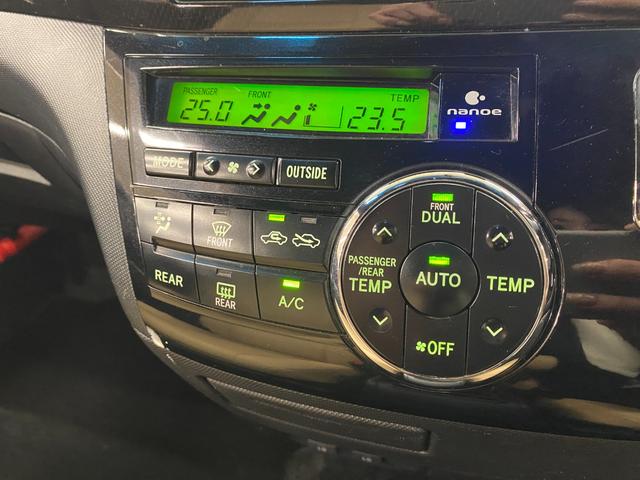 PASSENGER FRONT TEMP
25.0 23.5
nanoe
MODE
OUTSIDE
FRONT
REAR
REAR
A/C
FRONT
DUAL
PASSENGER
/REAR
TEMP
AUTO
TEMP
OFF